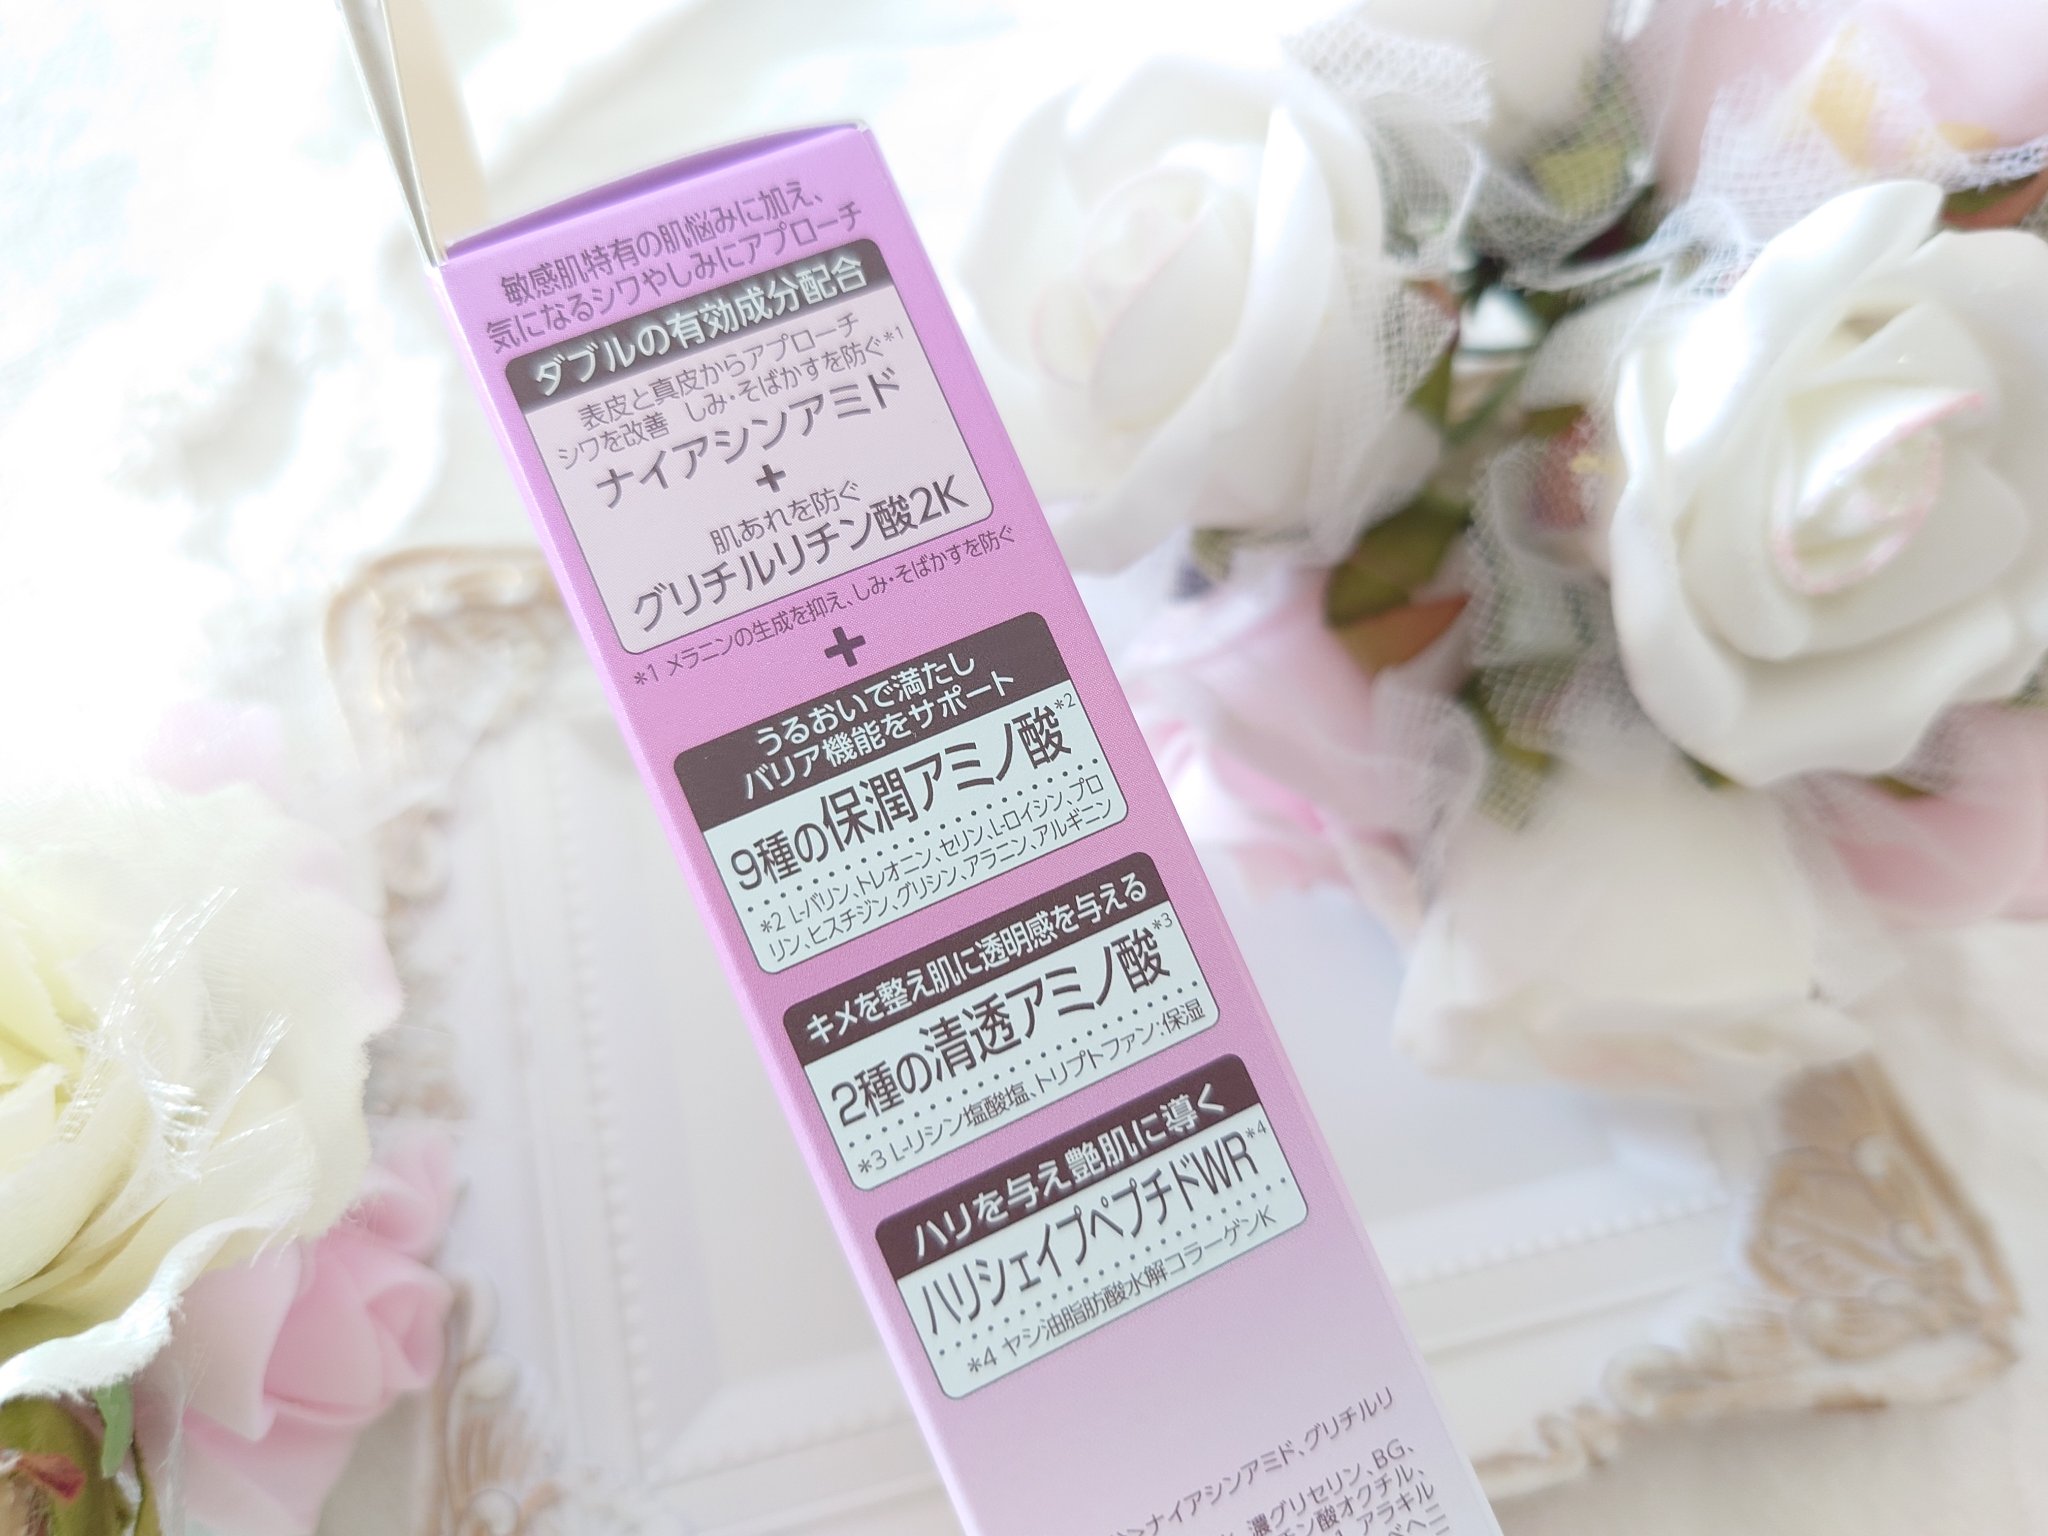 敏感肌特有の肌悩みに加え、
気になるシワやしみにアプローチ
ダブルの有効成分配合
表皮と真皮からアプローチ
シワを改善 しみ・そばかすを防ぐ*1
ナイアシンアミド
+
肌あれを防ぐ
グリチルリチン酸2K
*1 メラニンの生成を抑え、しみ・そばかすを防ぐ
+
うるおいで満たし
バリア機能をサポート
9種の保潤アミノ酸*2
*2 L-バリン、トレオニン、セリン、L-ロイシン、プロ
リン、ヒスチジン、グリシン、アラニン、アルギニン
キメを整え肌に透明感を与える
2種の清透アミノ酸*3
*3 L-リシン塩酸塩、トリプトファン:保湿
ハリを与え艶肌に導く
ハリシェイプペプチドWR*4
*4 ヤシ油脂肪酸水解コラーゲンK
>ナイアシンアミド、グリチルリ
濃グリセリン、BG、
ン酸オクチル、
アラキル
ベヘニ